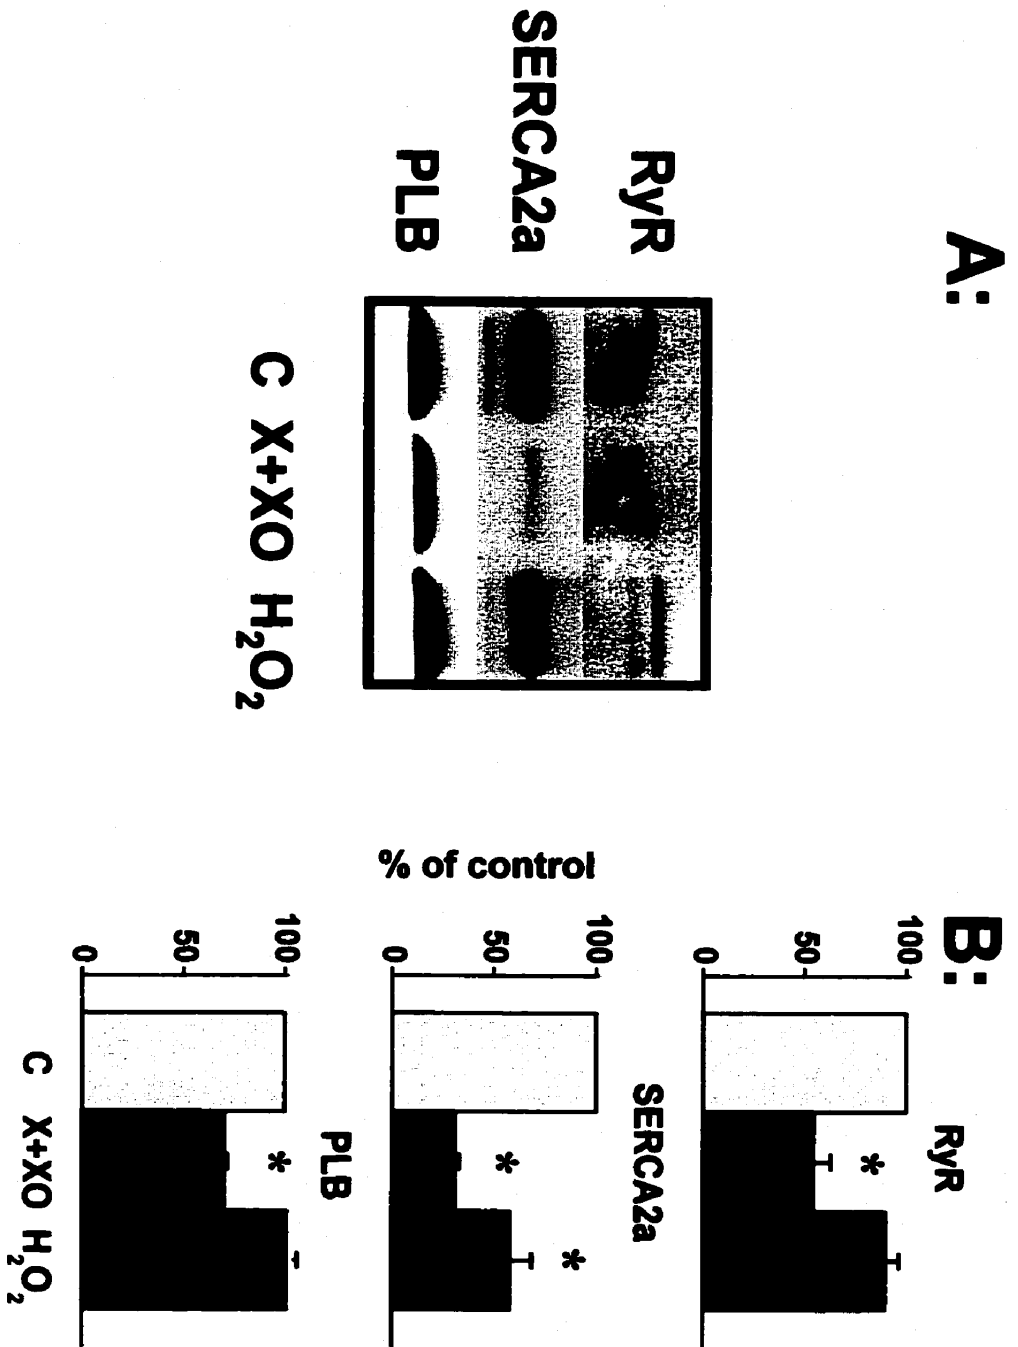 A:
RyR
SERCA2a
PLB
C X+XO H₂O₂
B:
% of control
RyR
100
50
0
SERCA2a
100
50
0
PLB
100
50
0
C X+XO H₂O₂
*
*
*
*